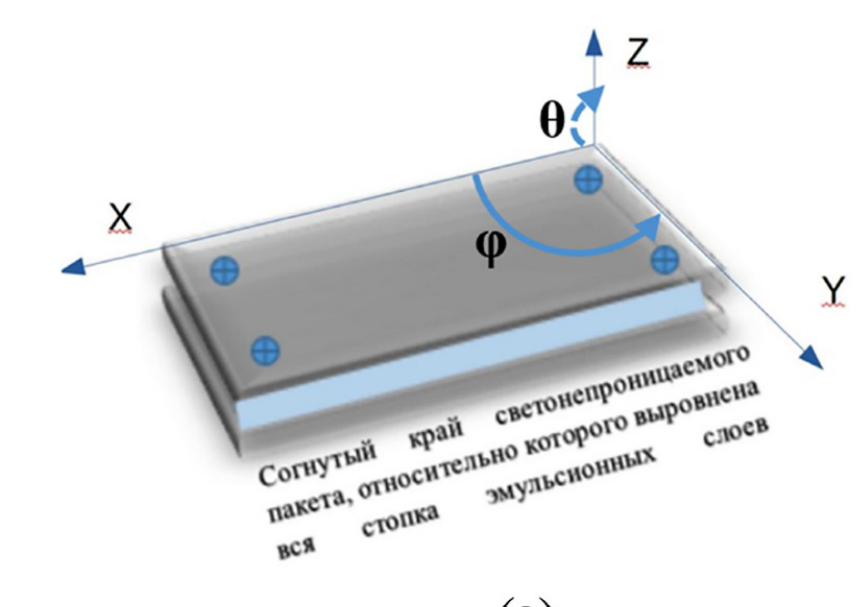 Z
θ
X
φ
Y
Согнутый край светонепроницаемого
пакета, относительно которого выровнена
вся стопка эмульсионных слоев